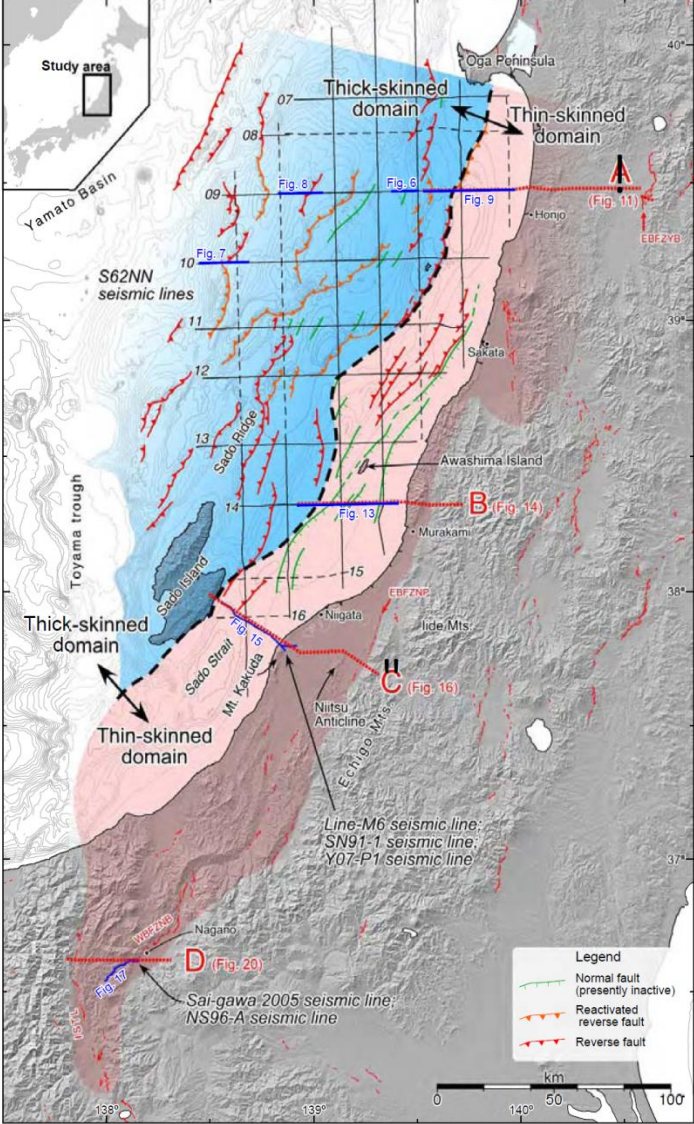 Study area
40°
Oga Peninsula
Thick-skinned
domain
Thin-skinned
domain
07
08
A
(Fig. 11)
Yamato Basin
Fig. 8
Fig. 6
09
Fig. 9
Honjo
EBFZYB
Fig. 7
10
S62NN
seismic lines
11
39°
Sakata
12
Sado Ridge
13
Awashima Island
14
Fig. 13
B (Fig. 14)
Murakami
Toyama trough
Sado Island
15
38°
EBFZNP
16
Niigata
Iide Mts.
Thick-skinned
domain
Fig. 15
Sado Strait
Mt. Kakuda
C (Fig. 16)
Niitsu
Anticline
Echigo Mts.
Thin-skinned
domain
Line-M6 seismic line;
SN91-1 seismic line;
Y07-P1 seismic line
37°
WBFZNB
Nagano
D (Fig. 20)
Fig. 17
Sai-gawa 2005 seismic line;
NS96-A seismic line
ISTL
Legend
Normal fault
(presently inactive)
Reactivated
reverse fault
Reverse fault
km
0 50 100
138° 139° 140°